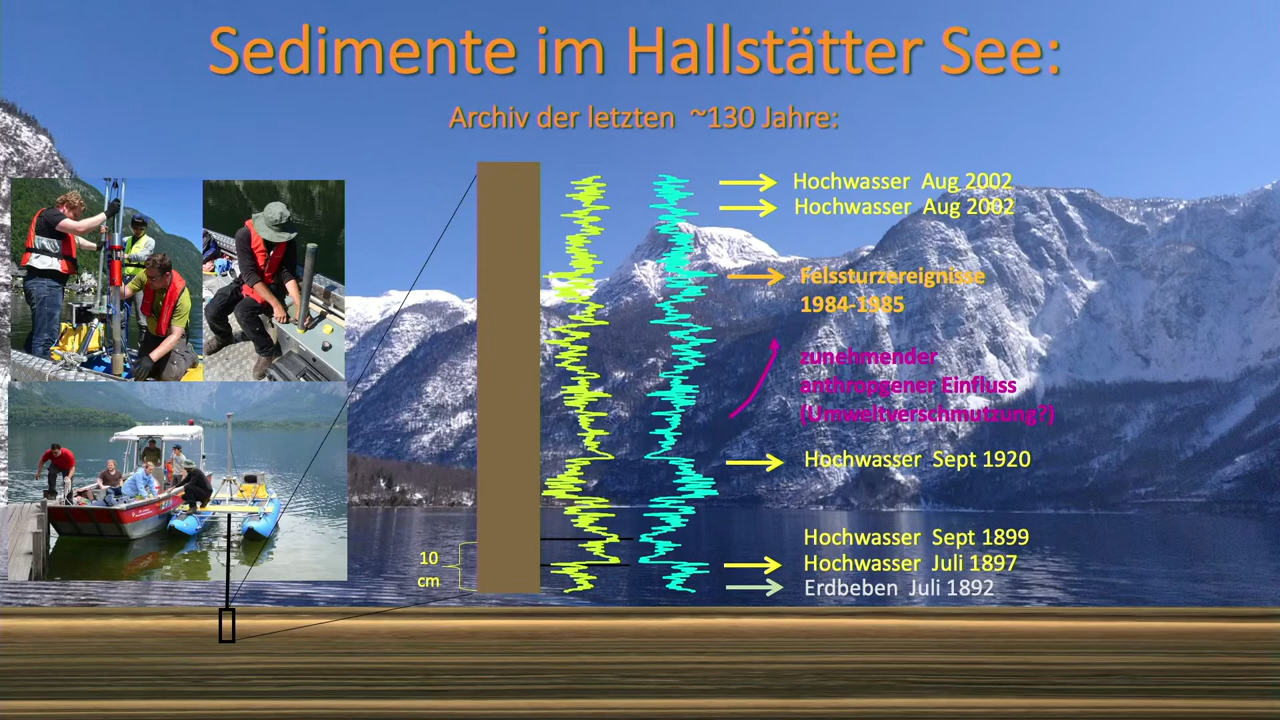 Sedimente im Hallstätter See:
Archiv der letzten ~130 Jahre:
Hochwasser Aug 2002
Hochwasser Aug 2002
Felssturzereignisse
1984-1985
zunehmender
anthropgener Einfluss
(Umweltverschmutzung?)
Hochwasser Sept 1920
Hochwasser Sept 1899
Hochwasser Juli 1897
Erdbeben Juli 1892
10
cm